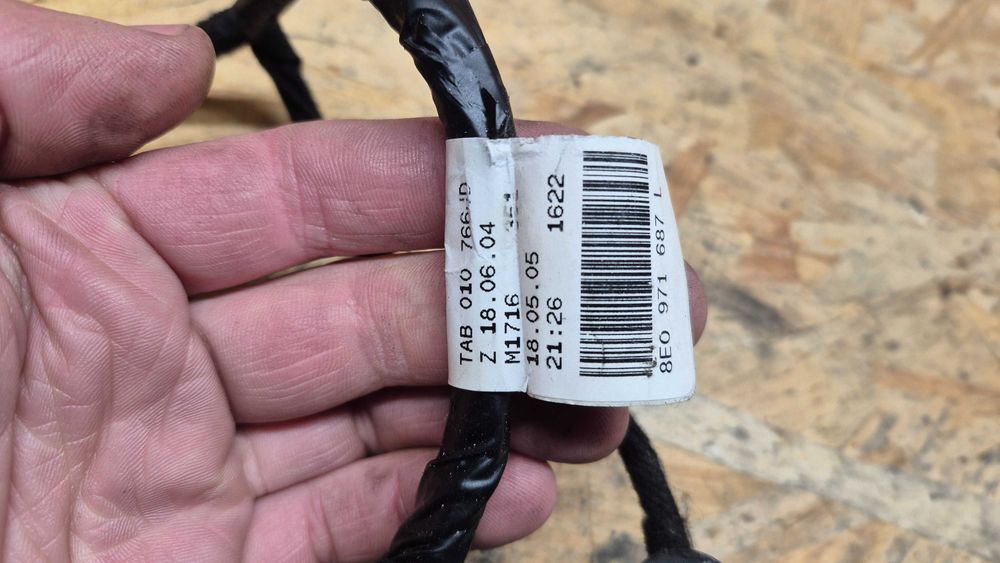 TAB 010 766
Z 18.06.04
M1716
18.05.05
21:26 1622
8E0 971 687 L